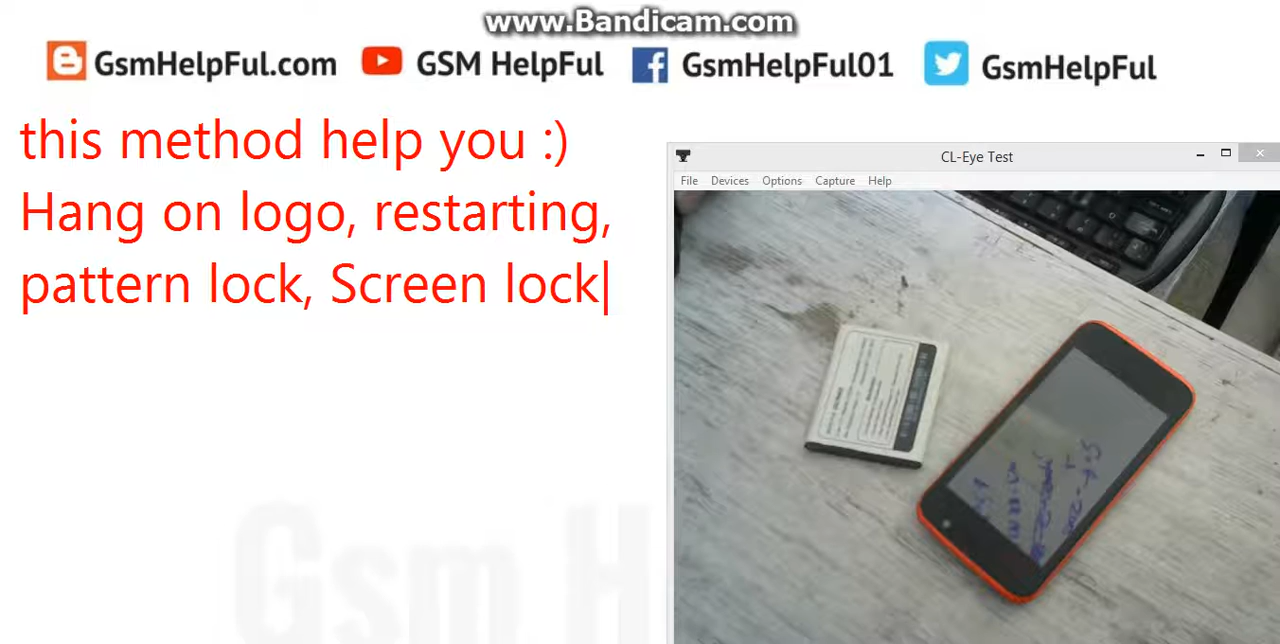 www.Bandicam.com
GsmHelpFul.com GSM HelpFul GsmHelpFul01 GsmHelpFul
this method help you :)
Hang on logo, restarting,
pattern lock, Screen lock
CL-Eye Test
File Devices Options Capture Help
Gsm H